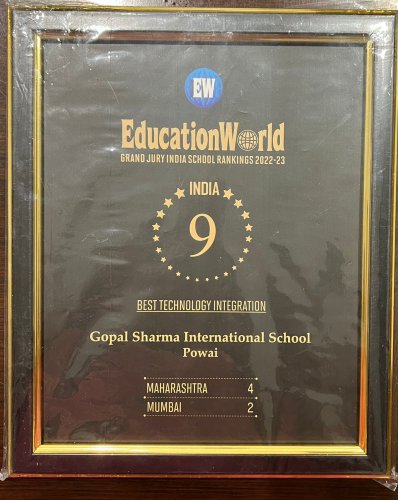 EW
EducationWorld
GRAND JURY INDIA SCHOOL RANKINGS 2022-23
INDIA
9
BEST TECHNOLOGY INTEGRATION
Gopal Sharma International School
Powai
MAHARASHTRA 4
MUMBAI 2